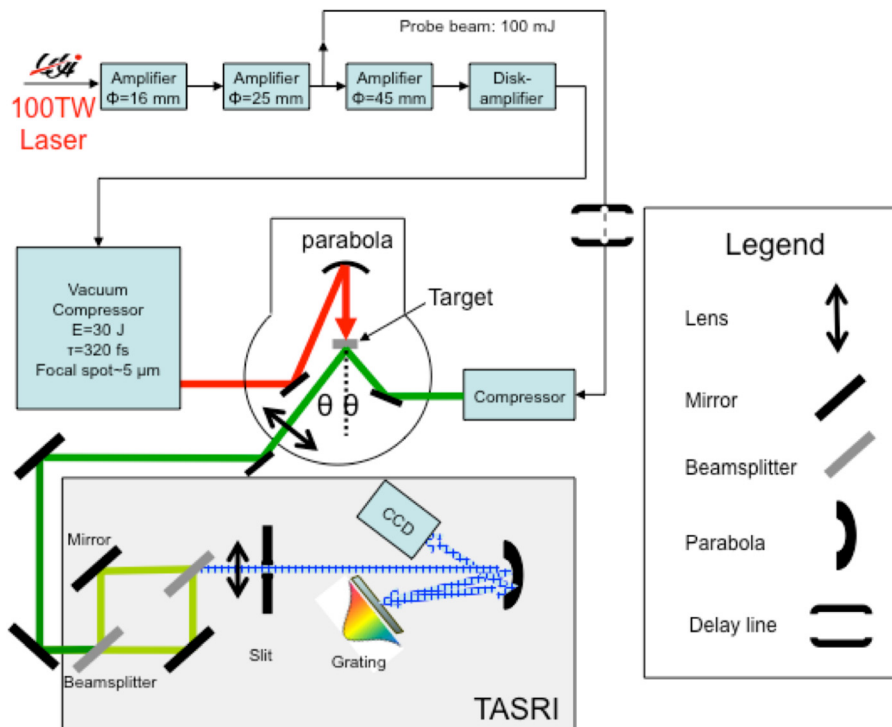 Probe beam: 100 mJ
100TW
Laser
Amplifier
Φ=16 mm
Amplifier
Φ=25 mm
Amplifier
Φ=45 mm
Disk-
amplifier
Vacuum
Compressor
E=30 J
τ=320 fs
Focal spot~5 μm
parabola
Target
θ θ
Compressor
Legend
Lens
Mirror
Beamsplitter
Parabola
Delay line
Mirror
Beamsplitter
Slit
CCD
Grating
TASRI